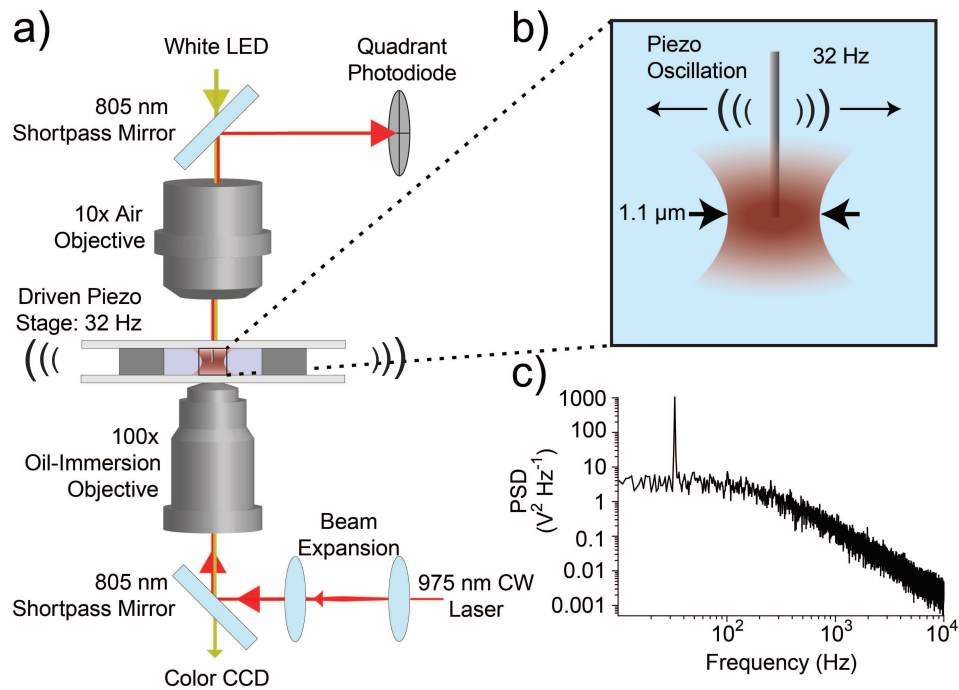 a)
White LED
Quadrant
Photodiode
805 nm
Shortpass Mirror
10x Air
Objective
Driven Piezo
Stage: 32 Hz
100x
Oil-Immersion
Objective
Beam
Expansion
805 nm
Shortpass Mirror
975 nm CW
Laser
Color CCD
b)
Piezo
Oscillation
32 Hz
1.1 µm
c)
PSD
(V² Hz⁻¹)
1000
100
10
1
0.1
0.01
0.001
10² 10³ 10⁴
Frequency (Hz)